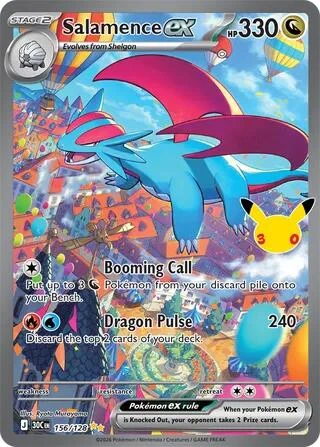 STAGE 2
Salamence ex HP 330
Evolves from Shelgon
30
Booming Call
Put up to 3 Pokémon from your discard pile onto
your Bench.
Dragon Pulse 240
Discard the top 2 cards of your deck.
weakness resistance retreat
Illus. Ryota Murayama
Pokémon ex rule
When your Pokémon ex
is Knocked Out, your opponent takes 2 Prize cards.
J 30C EN 156/128
©2026 Pokémon / Nintendo / Creatures / GAME FREAK